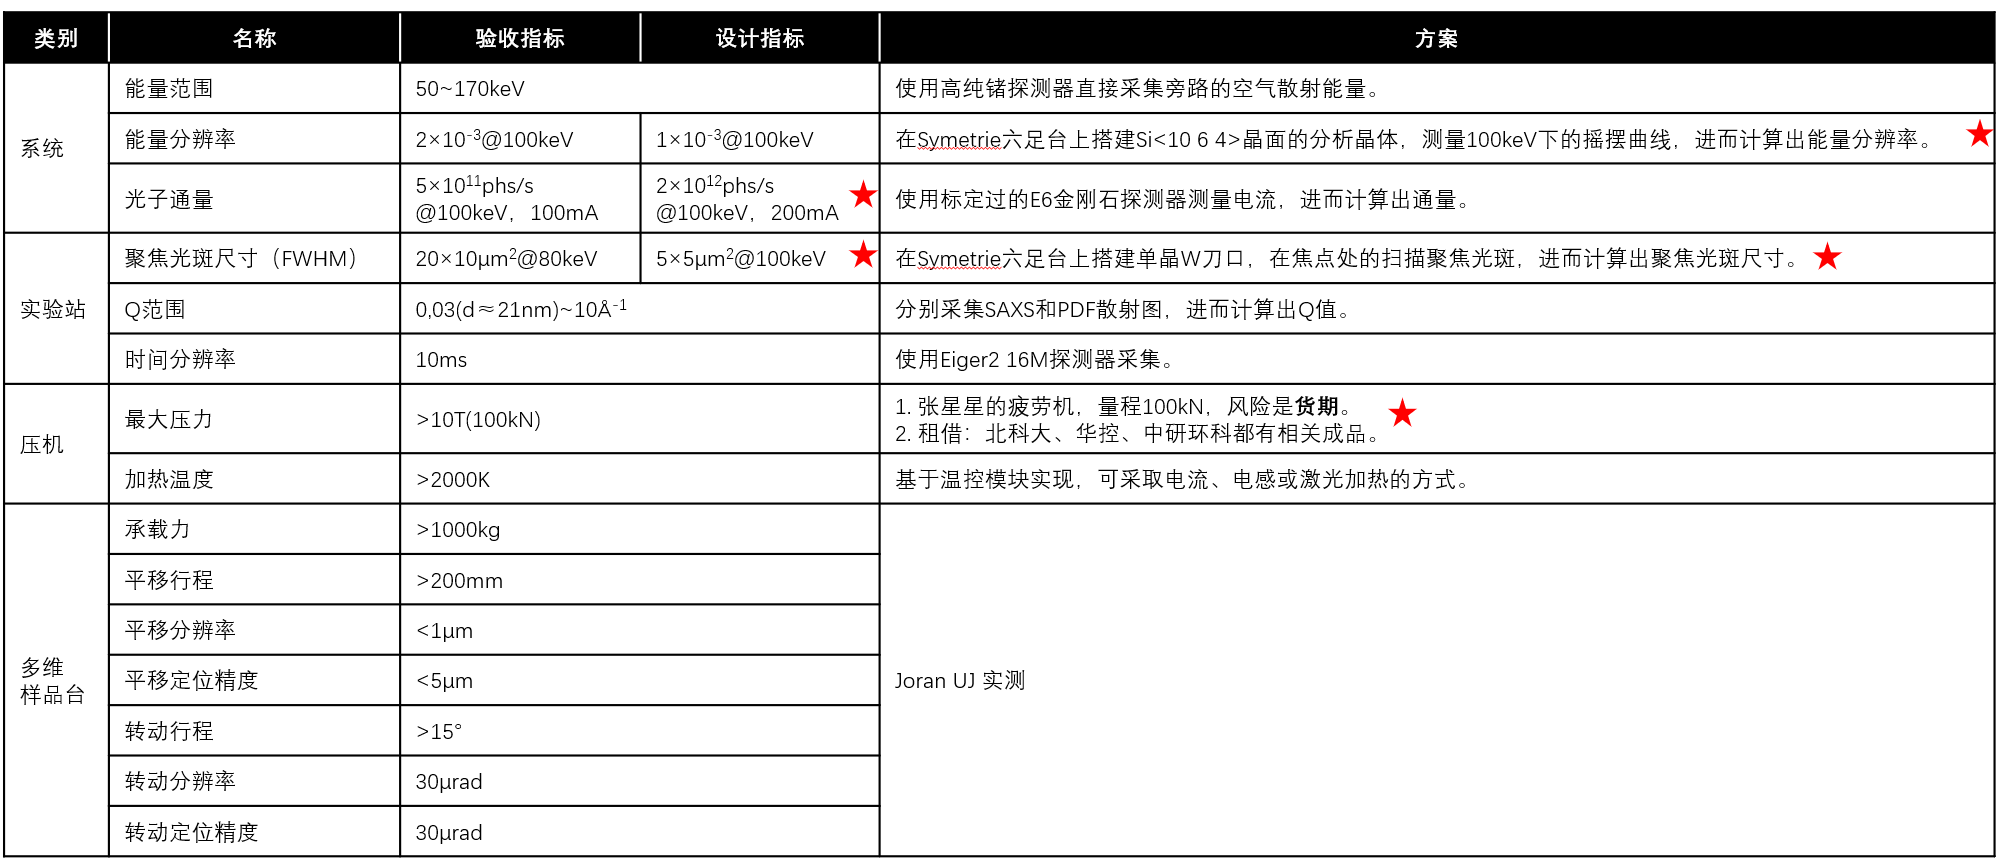 类别 名称 验收指标 设计指标 方案
系统
能量范围 50~170keV 使用高纯锗探测器直接采集旁路的空气散射能量。
能量分辨率 2×10⁻³@100keV 1×10⁻³@100keV 在Symetrie六足台上搭建Si<10 6 4>晶面的分析晶体，测量100keV下的摇摆曲线，进而计算出能量分辨率。 ★
光子通量
5×10¹¹phs/s
@100keV，100mA
2×10¹²phs/s
@100keV，200mA
★
使用标定过的E6金刚石探测器测量电流，进而计算出通量。
实验站
聚焦光斑尺寸（FWHM） 20×10μm²@80keV 5×5μm²@100keV ★ 在Symetrie六足台上搭建单晶W刀口，在焦点处的扫描聚焦光斑，进而计算出聚焦光斑尺寸。 ★
Q范围 0,03(d≈21nm)~10Å⁻¹ 分别采集SAXS和PDF散射图，进而计算出Q值。
时间分辨率 10ms 使用Eiger2 16M探测器采集。
压机
最大压力 >10T(100kN)
1. 张星星的疲劳机，量程100kN，风险是货期。 ★
2. 租借：北科大、华控、中研环科都有相关成品。
加热温度 >2000K 基于温控模块实现，可采取电流、电感或激光加热的方式。
多维
样品台
承载力 >1000kg
平移行程 >200mm
平移分辨率 <1μm
平移定位精度 <5μm
转动行程 >15°
转动分辨率 30μrad
转动定位精度 30μrad
Joran UJ 实测